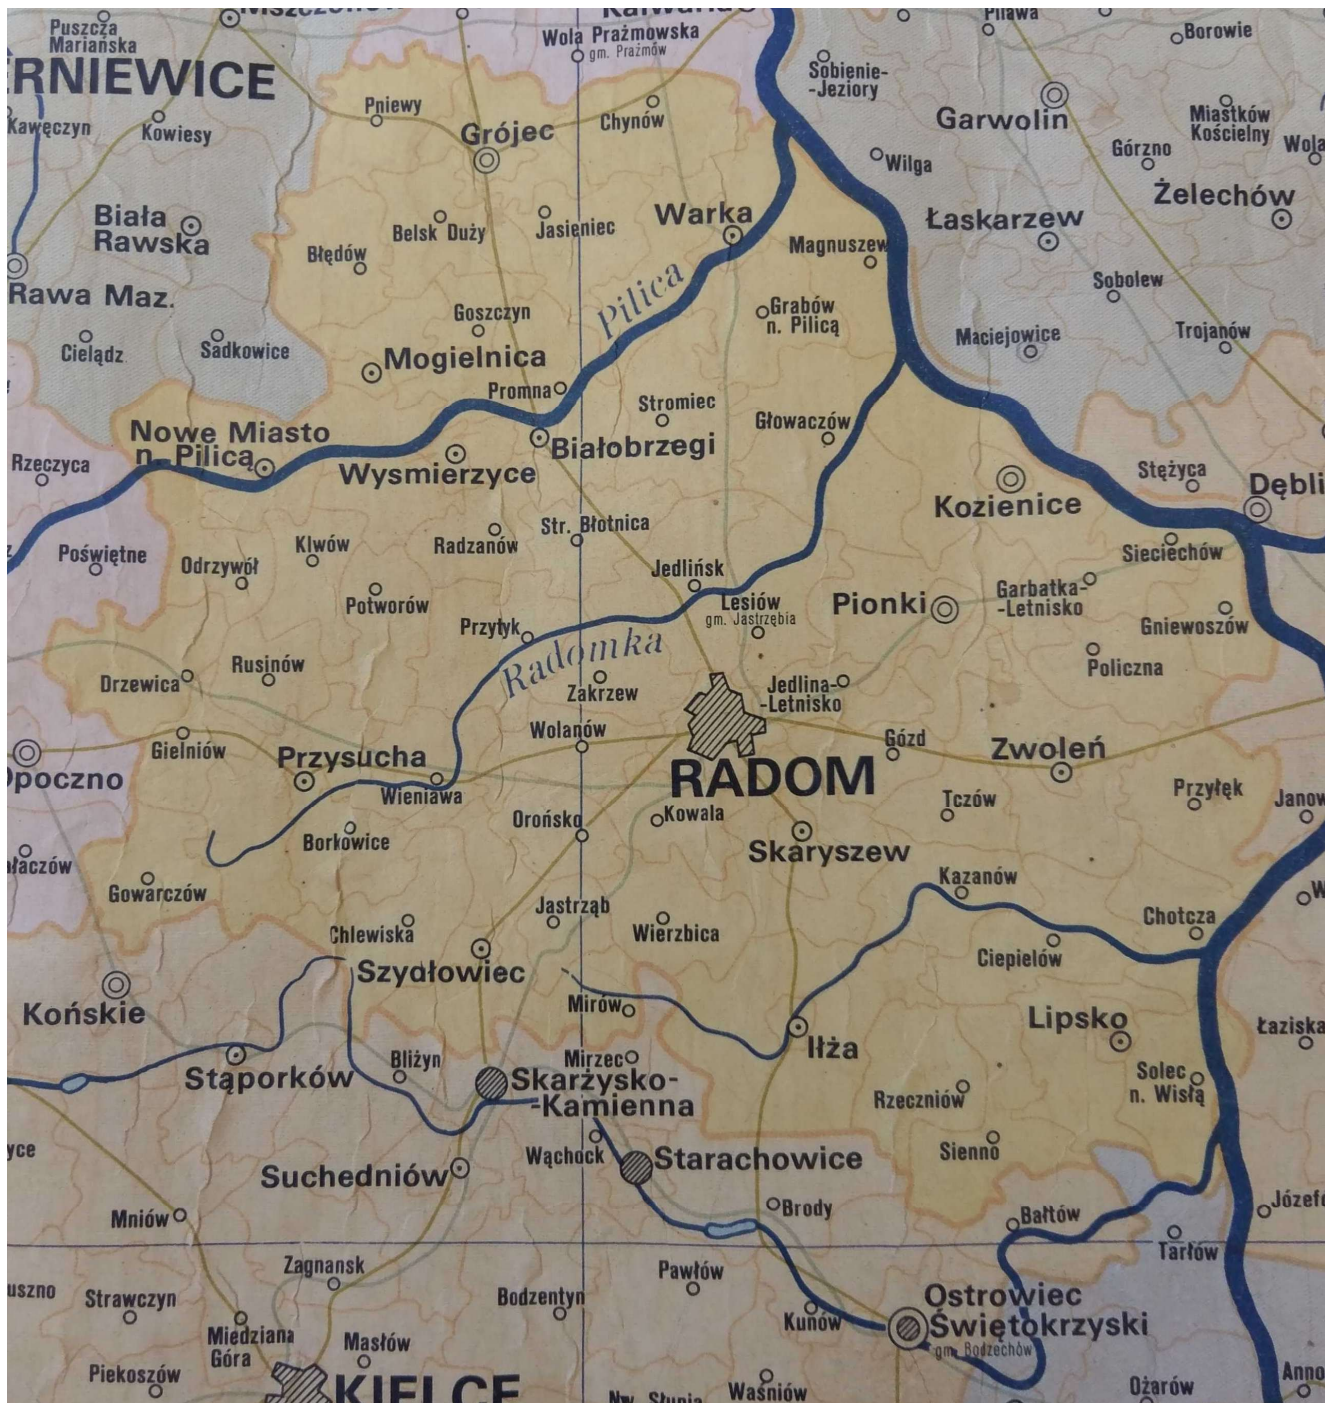 Puszcza
Mariańska
Wola Prażmowska
gm. Prażmów
Pilawa
Borowie
ERNIEWICE
Sobienie-
-Jeziory
Kawęczyn
Kowiesy
Pniewy
Grójec
Chynów
Garwolin
Miastków
Kościelny
Górzno
Wilga
Żelechów
Biała
Rawska
Belsk Duży
Jasieniec
Warka
Łaskarzew
Błędów
Magnuszew
Rawa Maz.
Goszczyn
Pilica
Grabów
n. Pilicą
Sobolew
Cielądz
Sadkowice
Mogielnica
Maciejowice
Trojanów
Promna
Stromiec
Głowaczów
Nowe Miasto
n. Pilicą
Białobrzegi
Rzeczyca
Wysmierzyce
Stężyca
Dębli
Kozienice
Str. Błotnica
Poświętne
Klwów
Radzanów
Sieciechów
Odrzywół
Potworów
Jedlińsk
Lesiów
gm. Jastrzębia
Pionki
Garbatka-
-Letnisko
Przytyk
Gniewoszów
Radomka
Rusinów
Policzna
Drzewica
Zakrzew
Jedlina-
-Letnisko
Wolanów
Gielniów
Przysucha
Gózd
Zwoleń
Opoczno
RADOM
Wieniawa
Przyłęk
Tczów
Janow
Borkowice
Orońsko
Kowala
Skaryszew
Gowarczów
Kazanów
Jastrząb
Chotcza
Chlewiska
Wierzbica
Ciepielów
Szydłowiec
Końskie
Mirów
Lipsko
Iłża
Łaziska
Bliżyn
Mirzec
Stąporków
Skarżysko-
-Kamienna
Solec
n. Wisłą
Rzeczniów
Wąchock
Starachowice
Sienno
Suchedniów
Brody
Bałtów
Józefó
Mniów
Tarłów
Zagnansk
Pawłów
Strawczyn
Bodzentyn
Ostrowiec
Świętokrzyski
gm. Bodzechów
Kunów
Miedziana
Góra
Masłów
Piekoszów
KIELCE
Waśniów
Ożarów
Anno